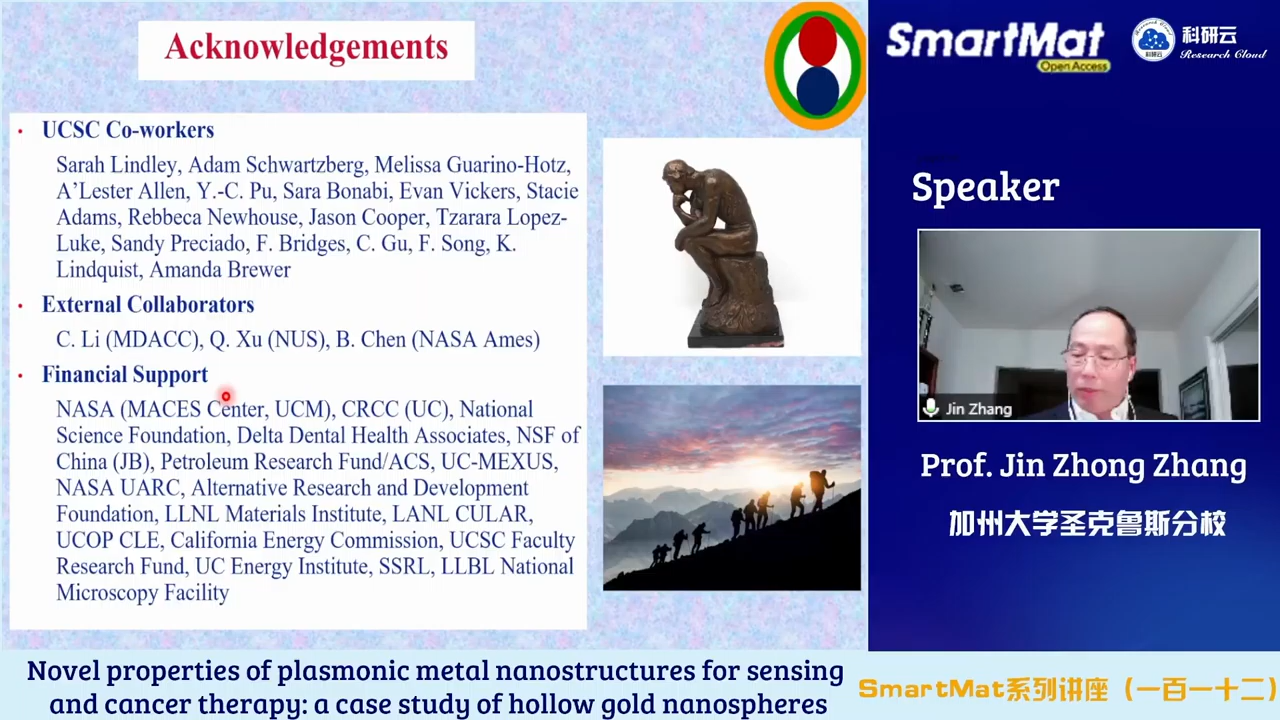 Acknowledgements
• UCSC Co-workers
Sarah Lindley, Adam Schwartzberg, Melissa Guarino-Hotz,
A'Lester Allen, Y.-C. Pu, Sara Bonabi, Evan Vickers, Stacie
Adams, Rebbeca Newhouse, Jason Cooper, Tzarara Lopez-
Luke, Sandy Preciado, F. Bridges, C. Gu, F. Song, K.
Lindquist, Amanda Brewer
• External Collaborators
C. Li (MDACC), Q. Xu (NUS), B. Chen (NASA Ames)
• Financial Support
NASA (MACES Center, UCM), CRCC (UC), National
Science Foundation, Delta Dental Health Associates, NSF of
China (JB), Petroleum Research Fund/ACS, UC-MEXUS,
NASA UARC, Alternative Research and Development
Foundation, LLNL Materials Institute, LANL CULAR,
UCOP CLE, California Energy Commission, UCSC Faculty
Research Fund, UC Energy Institute, SSRL, LLBL National
Microscopy Facility
Novel properties of plasmonic metal nanostructures for sensing
and cancer therapy: a case study of hollow gold nanospheres
SmartMat
Open Access
Research Cloud
科研云
科研云
Research Cloud
Speaker
Jin Zhang
Prof. Jin Zhong Zhang
加州大学圣克鲁斯分校
SmartMat系列讲座（一百一十二）